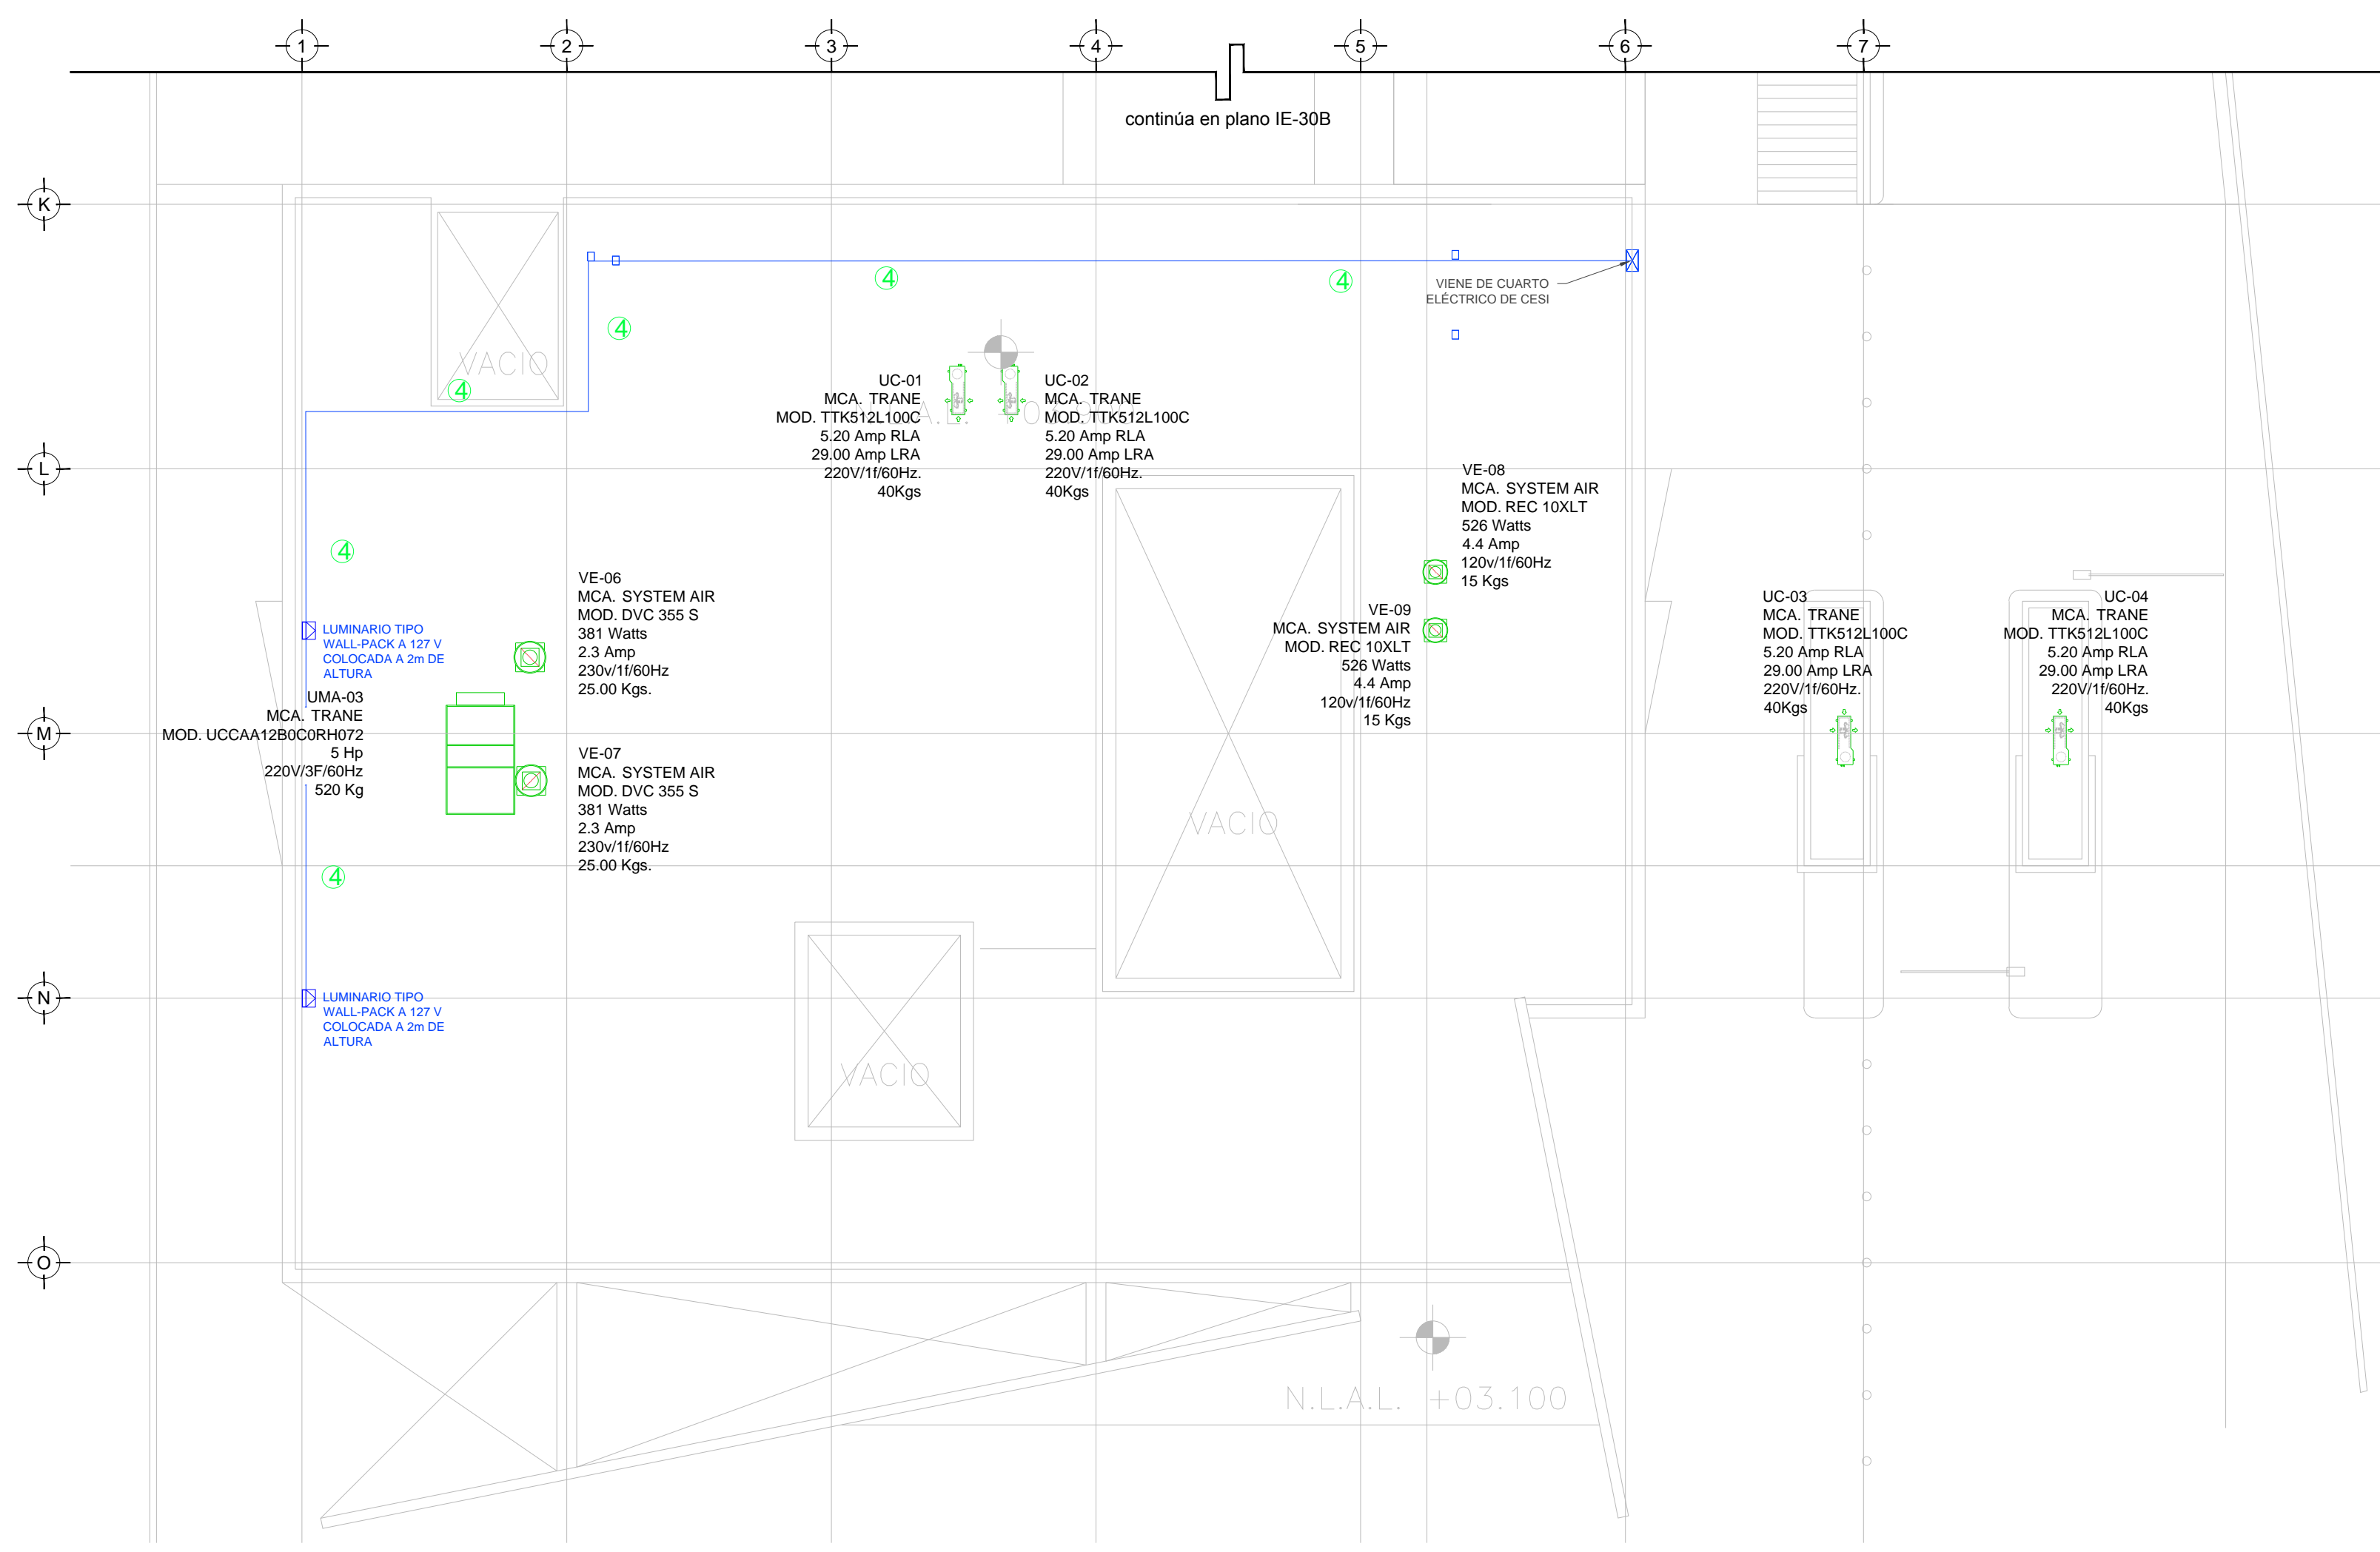 1
2
3
4
5
6
7
continúa en plano IE-30B
K
4
4
VIENE DE CUARTO
ELÉCTRICO DE CESI
4
VACIO
4
UC-01
MCA. TRANE
MOD. TTK512L100C
5.20 Amp RLA
29.00 Amp LRA
220V/1f/60Hz.
40Kgs
UC-02
MCA. TRANE
MOD. TTK512L100C
5.20 Amp RLA
29.00 Amp LRA
220V/1f/60Hz.
40Kgs
L
VE-08
MCA. SYSTEM AIR
MOD. REC 10XLT
526 Watts
4.4 Amp
120v/1f/60Hz
15 Kgs
4
VE-06
MCA. SYSTEM AIR
MOD. DVC 355 S
381 Watts
2.3 Amp
230v/1f/60Hz
25.00 Kgs.
VE-09
MCA. SYSTEM AIR
MOD. REC 10XLT
526 Watts
4.4 Amp
120v/1f/60Hz
15 Kgs
UC-03
MCA. TRANE
MOD. TTK512L100C
5.20 Amp RLA
29.00 Amp LRA
220V/1f/60Hz.
40Kgs
UC-04
MCA. TRANE
MOD. TTK512L100C
5.20 Amp RLA
29.00 Amp LRA
220V/1f/60Hz.
40Kgs
LUMINARIO TIPO
WALL-PACK A 127 V
COLOCADA A 2m DE
ALTURA
UMA-03
MCA. TRANE
MOD. UCCAA12B0C0RH072
5 Hp
220V/3F/60Hz
520 Kg
M
VE-07
MCA. SYSTEM AIR
MOD. DVC 355 S
381 Watts
2.3 Amp
230v/1f/60Hz
25.00 Kgs.
VACIO
4
N
LUMINARIO TIPO
WALL-PACK A 127 V
COLOCADA A 2m DE
ALTURA
VACIO
O
N.L.A.L. +03.100